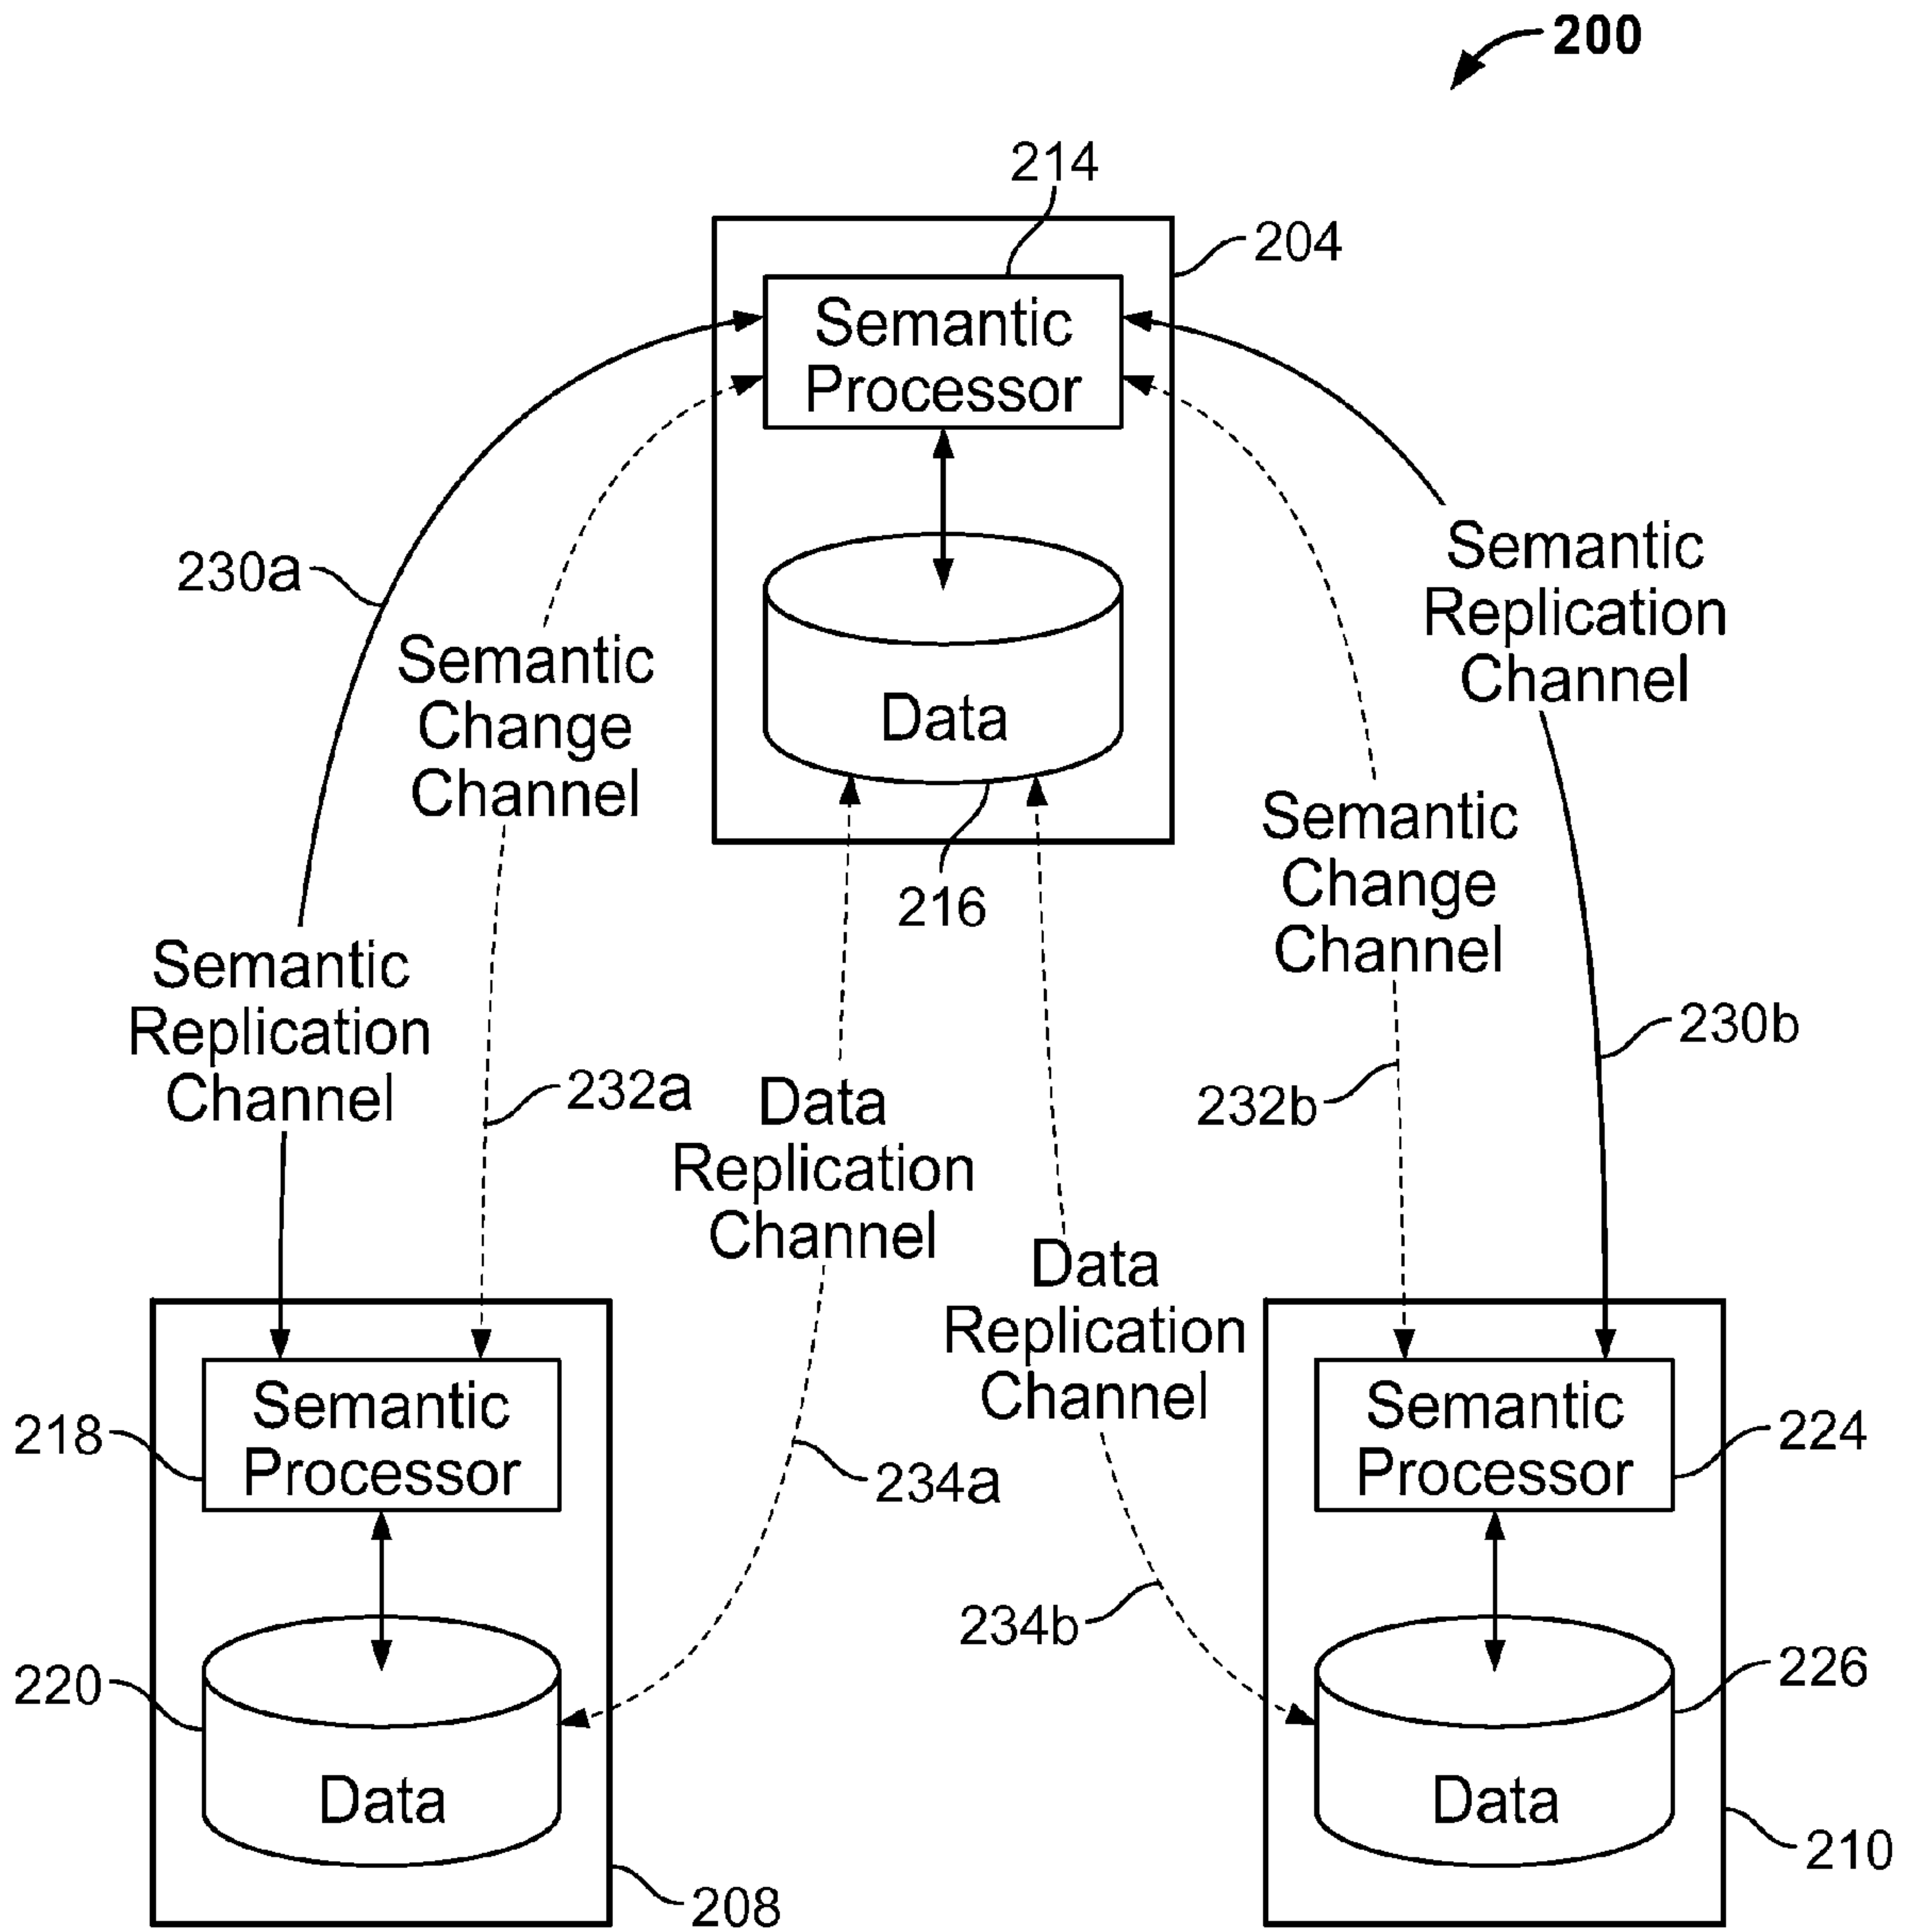 200
214
204
Semantic
Processor
230a
Semantic
Replication
Channel
Semantic
Change
Channel
Data
Semantic
Change
Channel
216
Semantic
Replication
Channel
230b
232a
Data
Replication
Channel
232b
Data
Replication
Channel
218
Semantic
Processor
234a
Semantic
Processor
224
234b
220
Data
226
Data
208
210